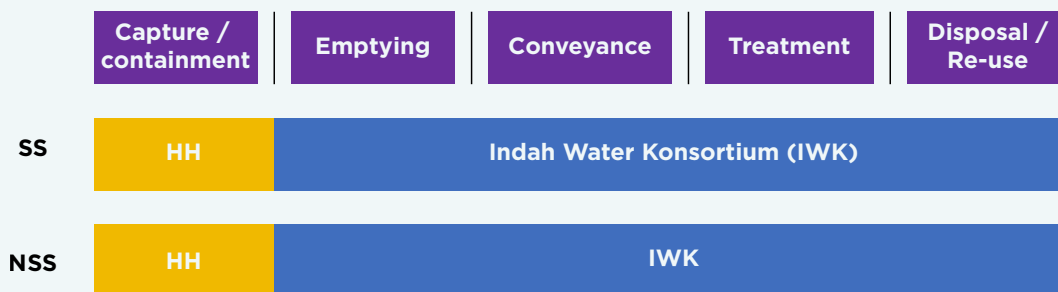 Capture /
containment
Emptying
Conveyance
Treatment
Disposal /
Re-use
SS
HH
Indah Water Konsortium (IWK)
NSS
HH
IWK